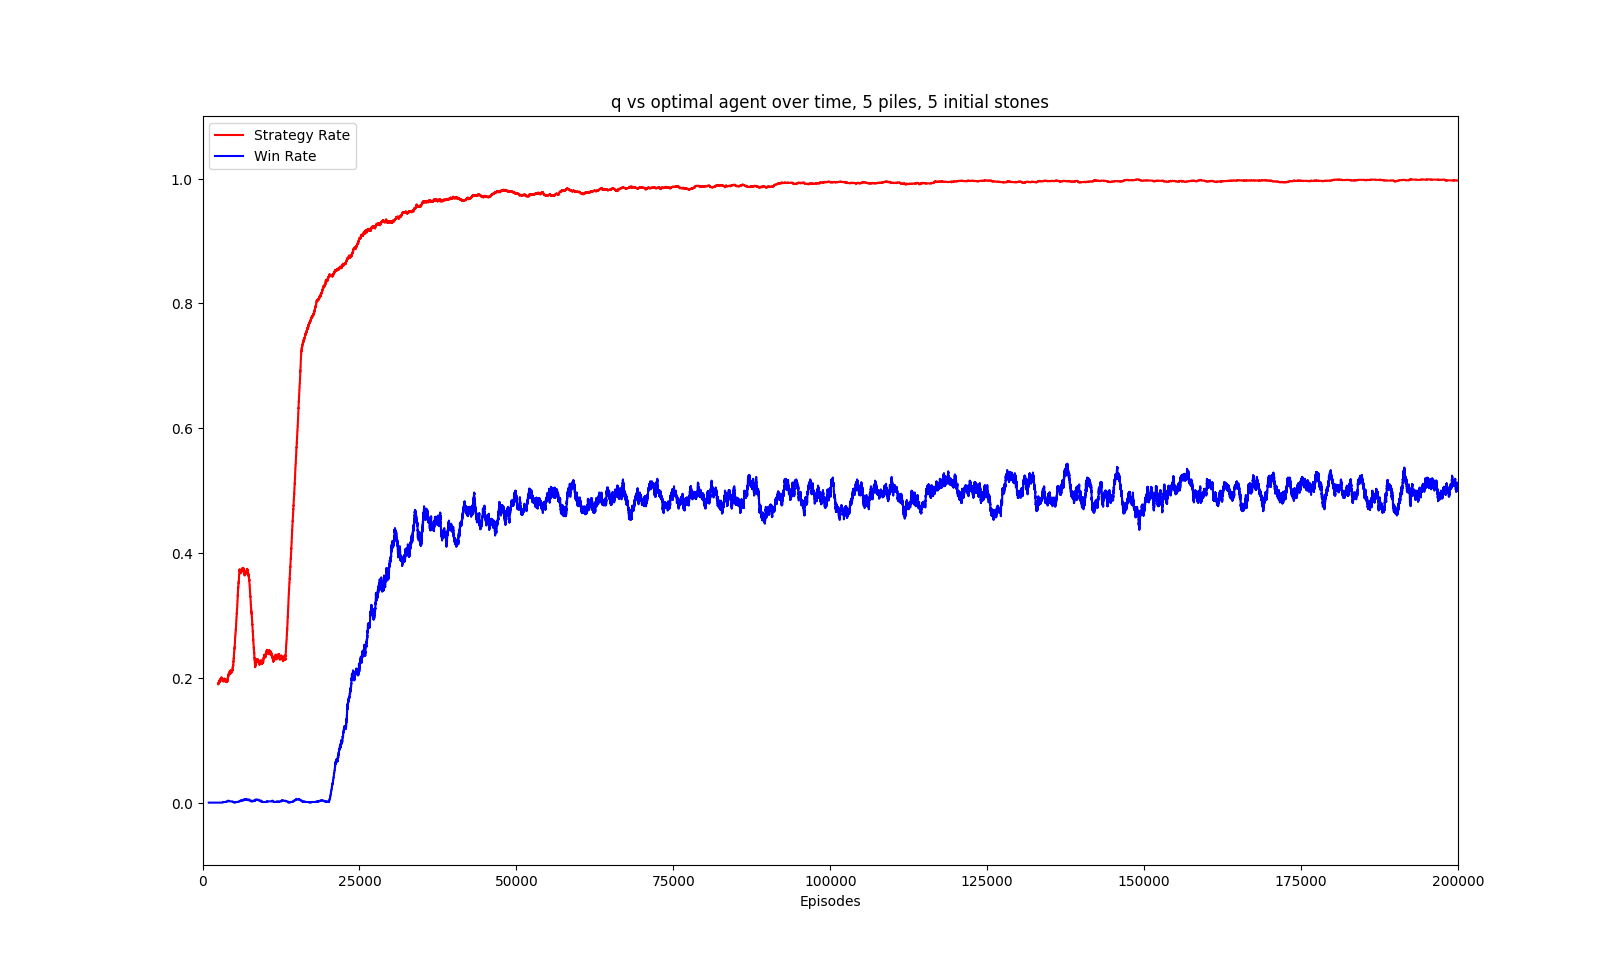 q vs optimal agent over time, 5 piles, 5 initial stones
Strategy Rate
Win Rate
1.0
0.8
0.6
0.4
0.2
0.0
0 25000 50000 75000 100000 125000 150000 175000 200000
Episodes